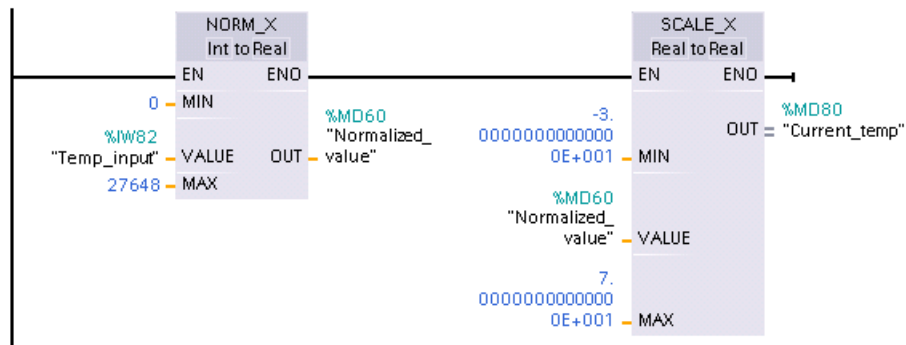 NORM_X
Int to Real
EN ENO
0 MIN
%IW82
"Temp_input" VALUE
27648 MAX
OUT
%MD60
"Normalized_
value"
SCALE_X
Real to Real
EN ENO
-3.
0000000000000
0E+001 MIN
%MD60
"Normalized_
value" VALUE
7.
0000000000000
0E+001 MAX
OUT
%MD80
"Current_temp"